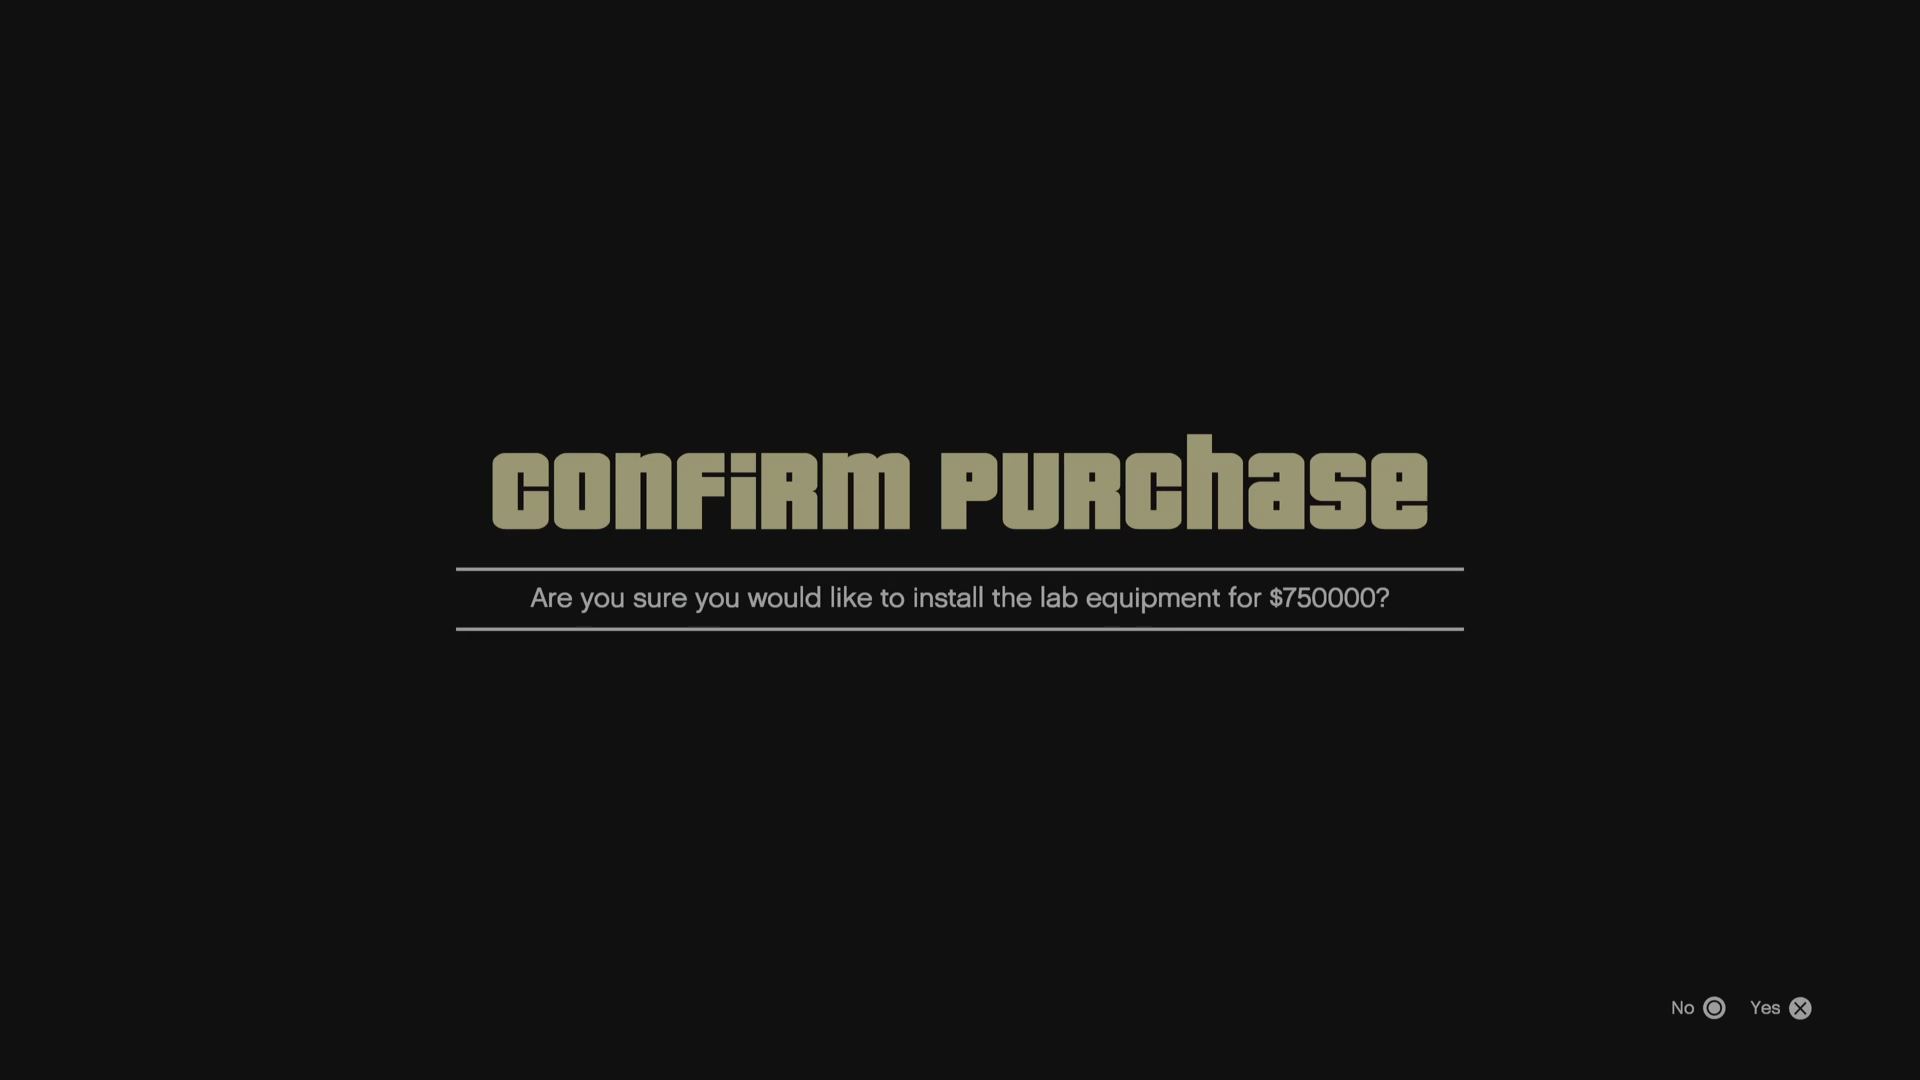 CONFIRM PURCHASE
Are you sure you would like to install the lab equipment for $750000?
No Yes